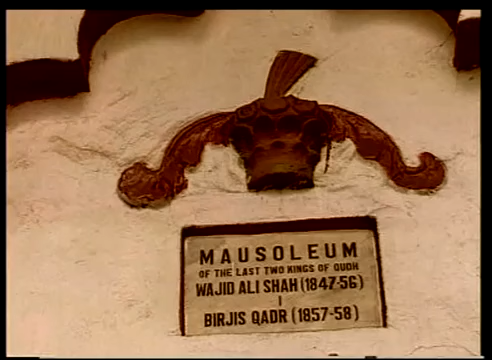 MAUSOLEUM
OF THE LAST TWO KINGS OF OUDH
WAJID ALI SHAH (1847-56)
|
BIRJIS QADR (1857-58)